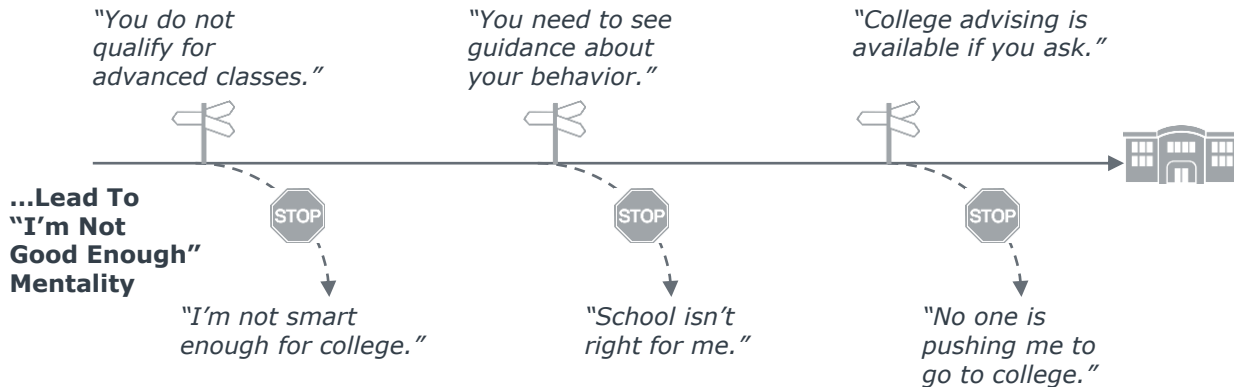 “You do not
qualify for
advanced classes.”
“You need to see
guidance about
your behavior.”
“College advising is
available if you ask.”
...Lead To
“I’m Not
Good Enough”
Mentality
STOP
STOP
STOP
“I’m not smart
enough for college.”
“School isn’t
right for me.”
“No one is
pushing me to
go to college.”